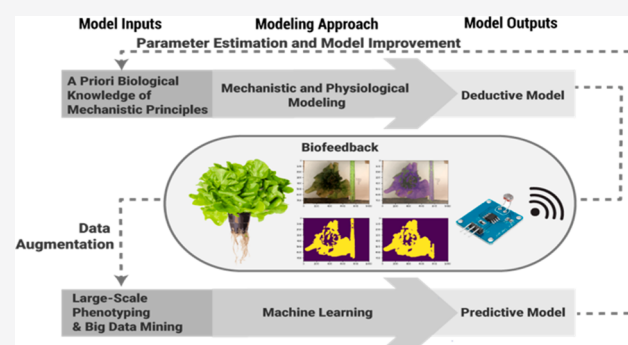 Model Inputs
Modeling Approach
Model Outputs
Parameter Estimation and Model Improvement
A Priori Biological
Knowledge of
Mechanistic Principles
Mechanistic and Physiological
Modeling
Deductive Model
Biofeedback
Data
Augmentation
Large-Scale
Phenotyping
& Big Data Mining
Machine Learning
Predictive Model